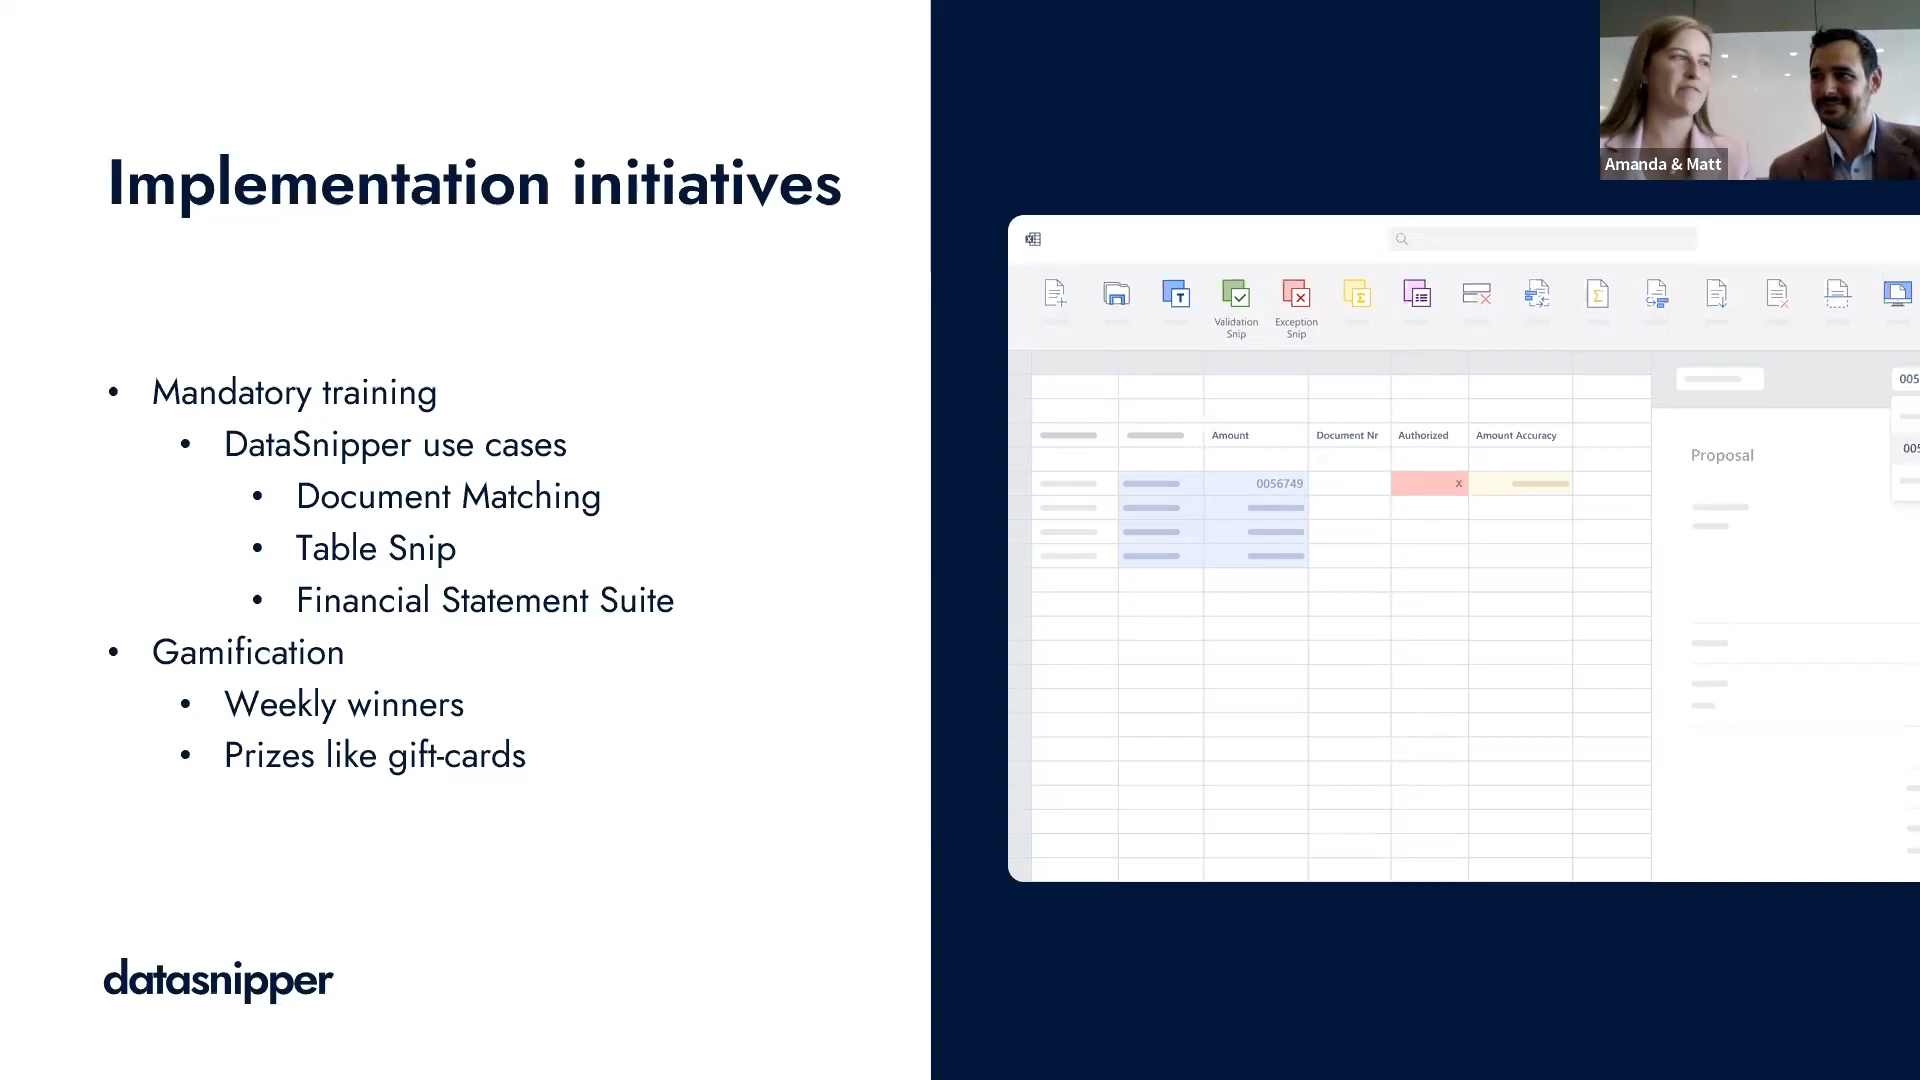 Implementation initiatives
• Mandatory training
• DataSnipper use cases
• Document Matching
• Table Snip
• Financial Statement Suite
• Gamification
• Weekly winners
• Prizes like gift-cards
datasnipper
Amanda & Matt
T
Σ
Σ
Validation Snip
Exception Snip
Amount
Document Nr
Authorized
Amount Accuracy
0056749
x
005
Proposal
005